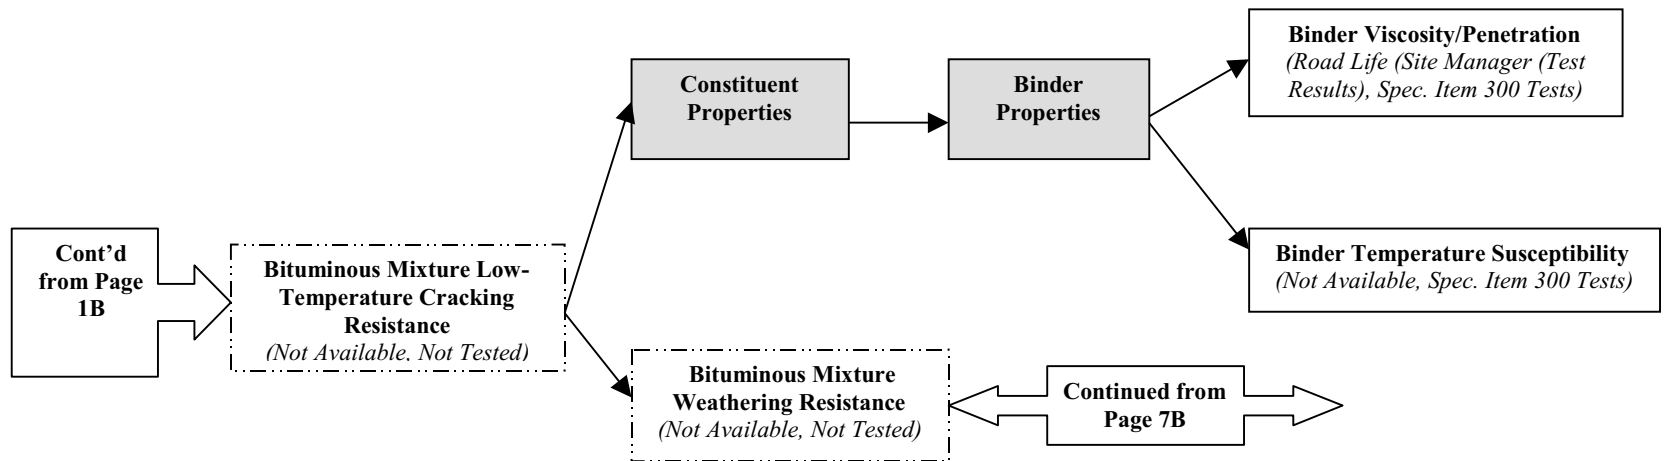 Binder Viscosity/Penetration
(Road Life (Site Manager (Test
Results), Spec. Item 300 Tests)
Constituent
Properties
Binder
Properties
Cont’d
from Page
1B
Bituminous Mixture Low-
Temperature Cracking
Resistance
(Not Available, Not Tested)
Binder Temperature Susceptibility
(Not Available, Spec. Item 300 Tests)
Bituminous Mixture
Weathering Resistance
(Not Available, Not Tested)
Continued from
Page 7B